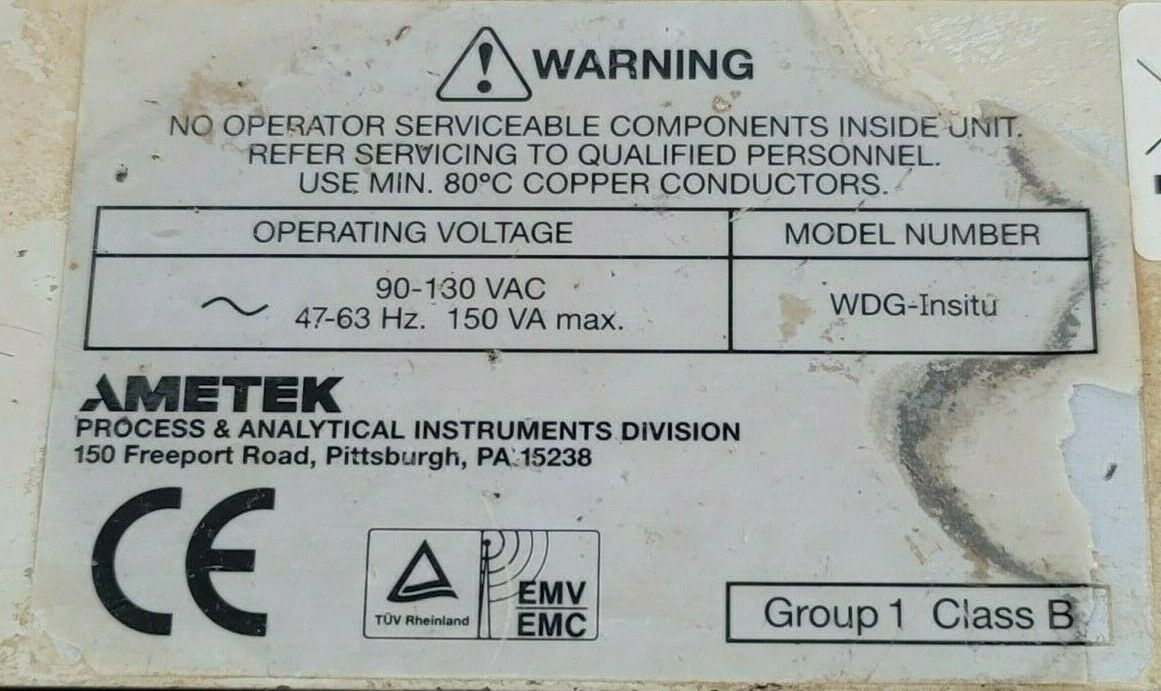 WARNING
NO OPERATOR SERVICEABLE COMPONENTS INSIDE UNIT.
REFER SERVICING TO QUALIFIED PERSONNEL.
USE MIN. 80ºC COPPER CONDUCTORS.
OPERATING VOLTAGE MODEL NUMBER
90-130 VAC
47-63 Hz. 150 VA max.
WDG-Insitu
AMETEK
PROCESS & ANALYTICAL INSTRUMENTS DIVISION
150 Freeport Road, Pittsburgh, PA 15238
CE
TÜV Rheinland
EMV
EMC
Group 1 Class B